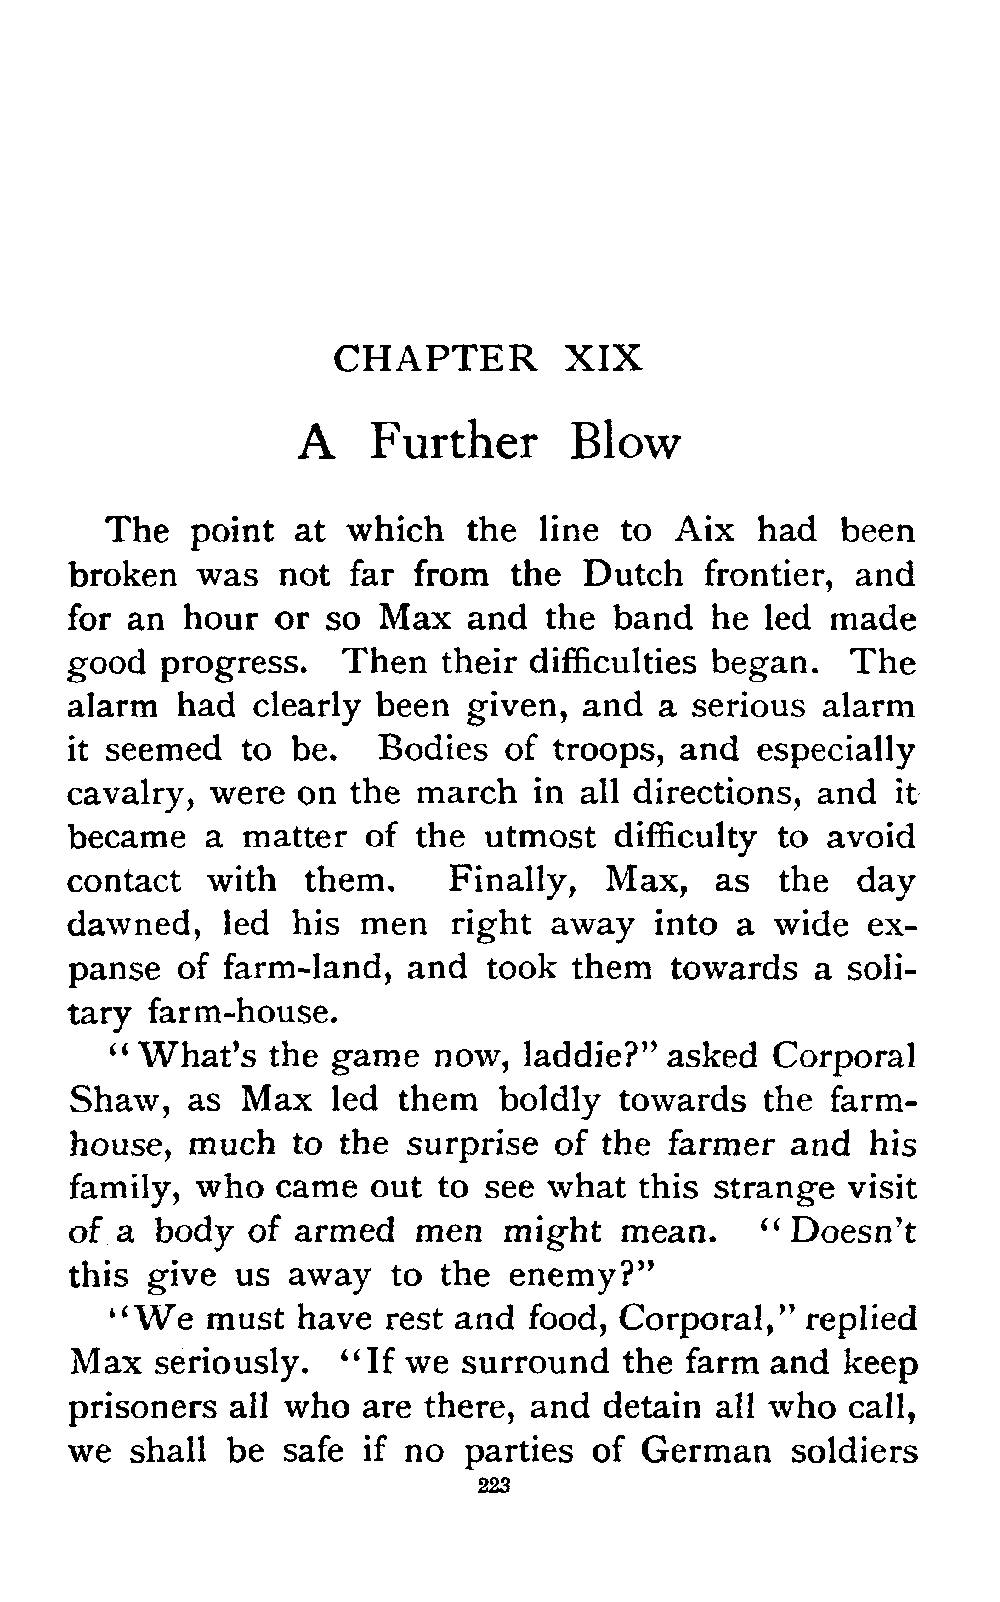 CHAPTER XIX
A Further Blow
The point at which the line to Aix had been
broken was not far from the Dutch frontier, and
for an hour or so Max and the band he led made
good progress. Then their difficulties began. The
alarm had clearly been given, and a serious alarm
it seemed to be. Bodies of troops, and especially
cavalry, were on the march in all directions, and it
became a matter of the utmost difficulty to avoid
contact with them. Finally, Max, as the day
dawned, led his men right away into a wide ex-
panse of farm-land, and took them towards a soli-
tary farm-house.
“What’s the game now, laddie?” asked Corporal
Shaw, as Max led them boldly towards the farm-
house, much to the surprise of the farmer and his
family, who came out to see what this strange visit
of a body of armed men might mean. “Doesn’t
this give us away to the enemy?”
“We must have rest and food, Corporal,” replied
Max seriously. “If we surround the farm and keep
prisoners all who are there, and detain all who call,
we shall be safe if no parties of German soldiers
223